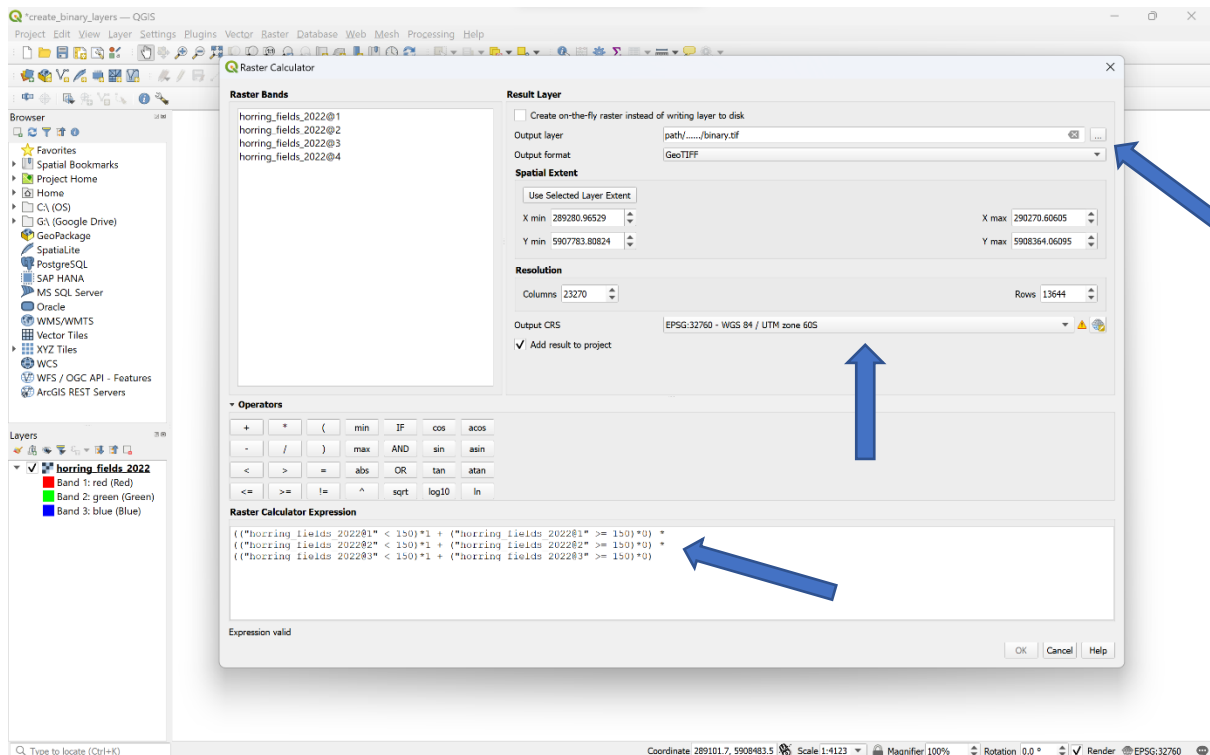 *create_binary_layers — QGIS
Project Edit View Layer Settings Plugins Vector Raster Database Web Mesh Processing Help
Raster Calculator
Browser
Favorites
Spatial Bookmarks
Project Home
Home
C:\ (OS)
G:\ (Google Drive)
GeoPackage
SpatiaLite
PostgreSQL
SAP HANA
MS SQL Server
Oracle
WMS/WMTS
Vector Tiles
XYZ Tiles
WCS
WFS / OGC API - Features
ArcGIS REST Servers
Layers
horring_fields_2022
Band 1: red (Red)
Band 2: green (Green)
Band 3: blue (Blue)
Raster Bands
horring_fields_2022@1
horring_fields_2022@2
horring_fields_2022@3
horring_fields_2022@4
Result Layer
Create on-the-fly raster instead of writing layer to disk
Output layer path/....../binary.tif ...
Output format GeoTIFF
Spatial Extent
Use Selected Layer Extent
X min 289280.96529 X max 290270.60605
Y min 5907783.80824 Y max 5908364.06095
Resolution
Columns 23270 Rows 13644
Output CRS EPSG:32760 - WGS 84 / UTM zone 60S
Add result to project
Operators
+ * ( min IF cos acos
- / ) max AND sin asin
< > = abs OR tan atan
<= >= != ^ sqrt log10 ln
Raster Calculator Expression
(("horring_fields_2022@1" < 150)*1 + ("horring_fields_2022@1" >= 150)*0) *
(("horring_fields_2022@2" < 150)*1 + ("horring_fields_2022@2" >= 150)*0) *
(("horring_fields_2022@3" < 150)*1 + ("horring_fields_2022@3" >= 150)*0)
Expression valid
OK Cancel Help
Type to locate (Ctrl+K) Coordinate 289101.7, 5908483.5 Scale 1:4123 Magnifier 100% Rotation 0.0 ° Render EPSG:32760